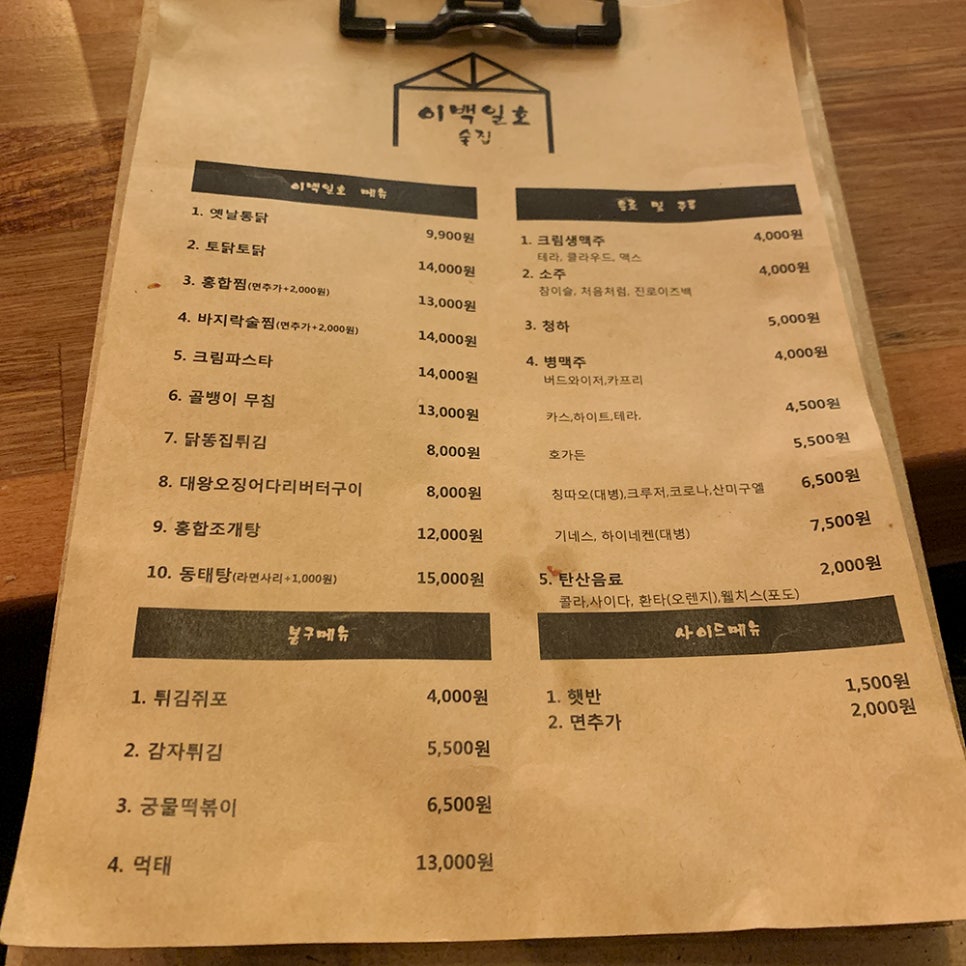 이백일호
술집
이백일호 메뉴
1. 옛날통닭 9,900원
2. 토닭토닭 14,000원
3. 홍합찜(면추가+2,000원) 13,000원
4. 바지락술찜(면추가+2,000원) 14,000원
5. 크림파스타 14,000원
6. 골뱅이 무침 13,000원
7. 닭똥집튀김 8,000원
8. 대왕오징어다리버터구이 8,000원
9. 홍합조개탕 12,000원
10. 동태탕(라면사리+1,000원) 15,000원
봉구메뉴
1. 튀김쥐포 4,000원
2. 감자튀김 5,500원
3. 궁물떡볶이 6,500원
4. 먹태 13,000원
음료 및 주류
1. 크림생맥주 4,000원
테라, 클라우드, 맥스
2. 소주 4,000원
참이슬, 처음처럼, 진로이즈백
3. 청하 5,000원
4. 병맥주 4,000원
버드와이저,카프리
카스,하이트,테라. 4,500원
호가든 5,500원
칭따오(대병),크루저,코로나,산미구엘 6,500원
기네스, 하이네켄(대병) 7,500원
5. 탄산음료 2,000원
콜라,사이다, 환타(오렌지),웰치스(포도)
사이드메뉴
1. 햇반 1,500원
2. 면추가 2,000원